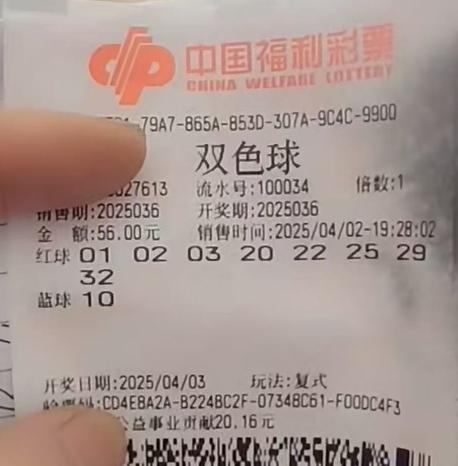 中国福利彩票
CHINA WELFARE LOTTERY
79A7-865A-853D-307A-9C4C-9900
双色球
027613 流水号:100034 倍数:1
销售期:2025036 开奖期:2025036
金 额:56.00元 销售时间:2025/04/02-19:28:02
红球 01 02 03 20 22 25 29
32
蓝球 10
开奖日期:2025/04/03 玩法:复式
CD4E8A2A-B224BC2F-07348C61-F00DC4F3
公益事业贡献20.16元